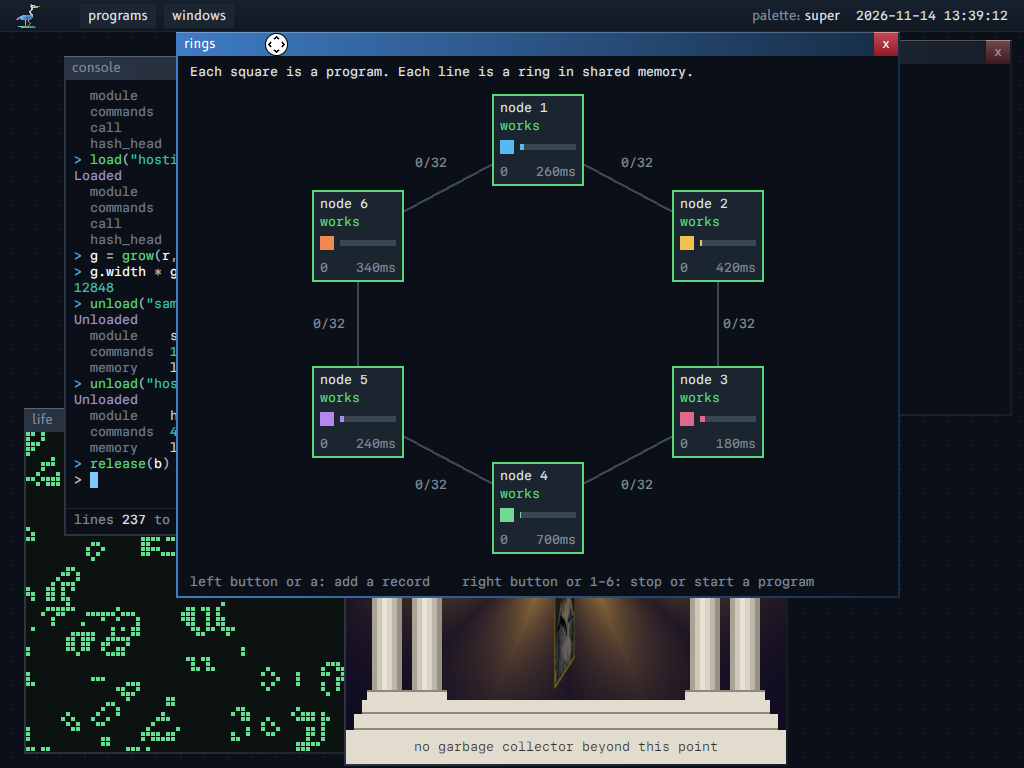 programs windows palette: super 2026-11-14 13:39:12
rings x
x
console
module
commands
call
hash_head
> load("hosti
Loaded
module
commands
call
hash_head
> g = grow(r,
> g.width * g
12848
> unload("sam
Unloaded
module s
commands 1
memory l
> unload("hos
Unloaded
module h
commands 4
memory l
> release(b)
>
lines 237 to
life
Each square is a program. Each line is a ring in shared memory.
node 1
works
0 260ms
0/32
0/32
node 6
works
0 340ms
node 2
works
0 420ms
0/32
0/32
node 5
works
0 240ms
node 3
works
0 180ms
0/32
0/32
node 4
works
0 700ms
left button or a: add a record right button or 1-6: stop or start a program
no garbage collector beyond this point